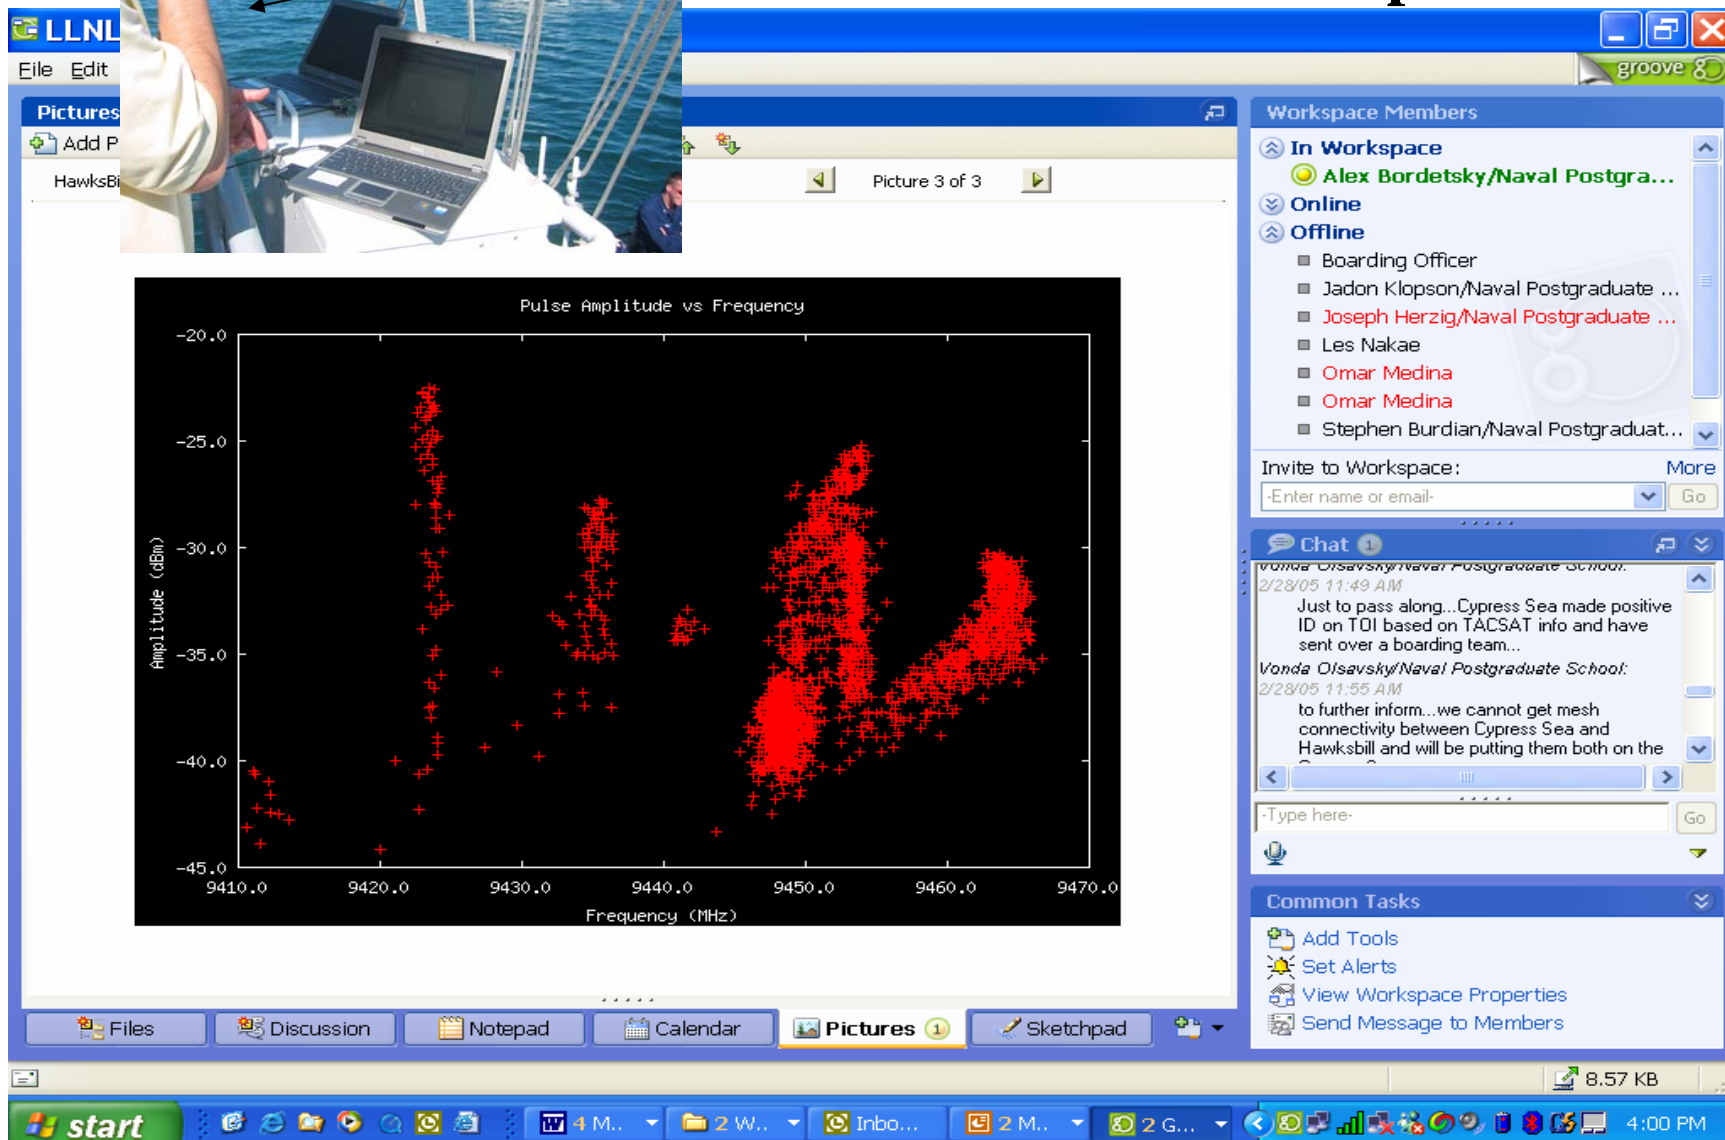 LLNL
File Edit
groove
Pictures
Add P
HawksBi
Picture 3 of 3
Pulse Amplitude vs Frequency
-20.0
-25.0
-30.0
-35.0
-40.0
-45.0
Amplitude (dBm)
9410.0 9420.0 9430.0 9440.0 9450.0 9460.0 9470.0
Frequency (MHz)
Workspace Members
In Workspace
Alex Bordetsky/Naval Postgra...
Online
Offline
Boarding Officer
Jadon Klopson/Naval Postgraduate ...
Joseph Herzig/Naval Postgraduate ...
Les Nakae
Omar Medina
Omar Medina
Stephen Burdian/Naval Postgraduat...
Invite to Workspace: More
-Enter name or email- Go
Chat 1
Vonda Olsavsky/Naval Postgraduate School:
2/28/05 11:49 AM
Just to pass along...Cypress Sea made positive
ID on TOI based on TACSAT info and have
sent over a boarding team...
Vonda Olsavsky/Naval Postgraduate School:
2/28/05 11:55 AM
to further inform...we cannot get mesh
connectivity between Cypress Sea and
Hawksbill and will be putting them both on the
-Type here- Go
Common Tasks
Add Tools
Set Alerts
View Workspace Properties
Send Message to Members
Files Discussion Notepad Calendar Pictures 1 Sketchpad
8.57 KB
start 4 M.. 2 W.. Inbo... 2 M.. 2 G... 4:00 PM